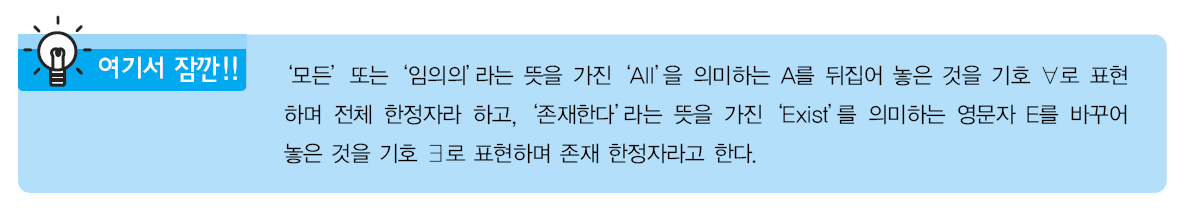 여기서 잠깐!!
‘모든’ 또는 ‘임의의’라는 뜻을 가진 ‘All’을 의미하는 A를 뒤집어 놓은 것을 기호 ∀로 표현
하며 전체 한정자라 하고, ‘존재한다’라는 뜻을 가진 ‘Exist’를 의미하는 영문자 E를 바꾸어
놓은 것을 기호 ∃로 표현하며 존재 한정자라고 한다.